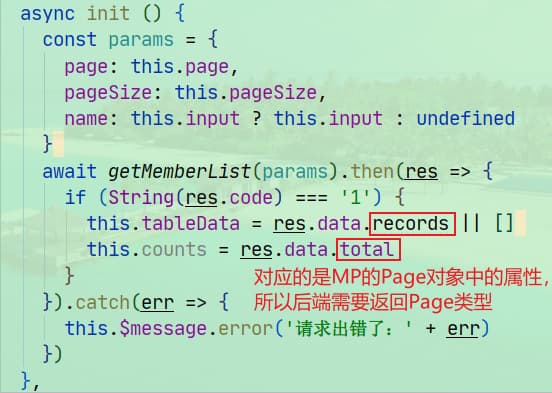 async init () {
const params = {
page: this.page,
pageSize: this.pageSize,
name: this.input ? this.input : undefined
}
await getMemberList(params).then(res => {
if (String(res.code) === '1') {
this.tableData = res.data.records || []
this.counts = res.data.total
}
对应的是MP的Page对象中的属性，
}).catch(err => {
所以后端需要返回Page类型
this.$message.error('请求出错了：' + err)
})
},